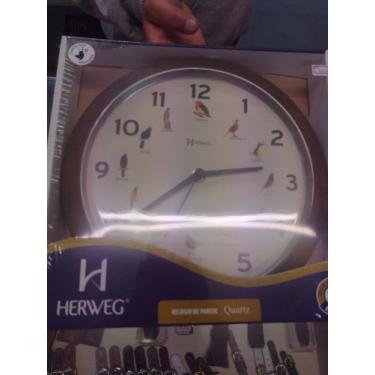 12
11
1
10
2
HERWEG
9
3
5
HERWEG®
RELÓGIO DE PAREDE Quartz